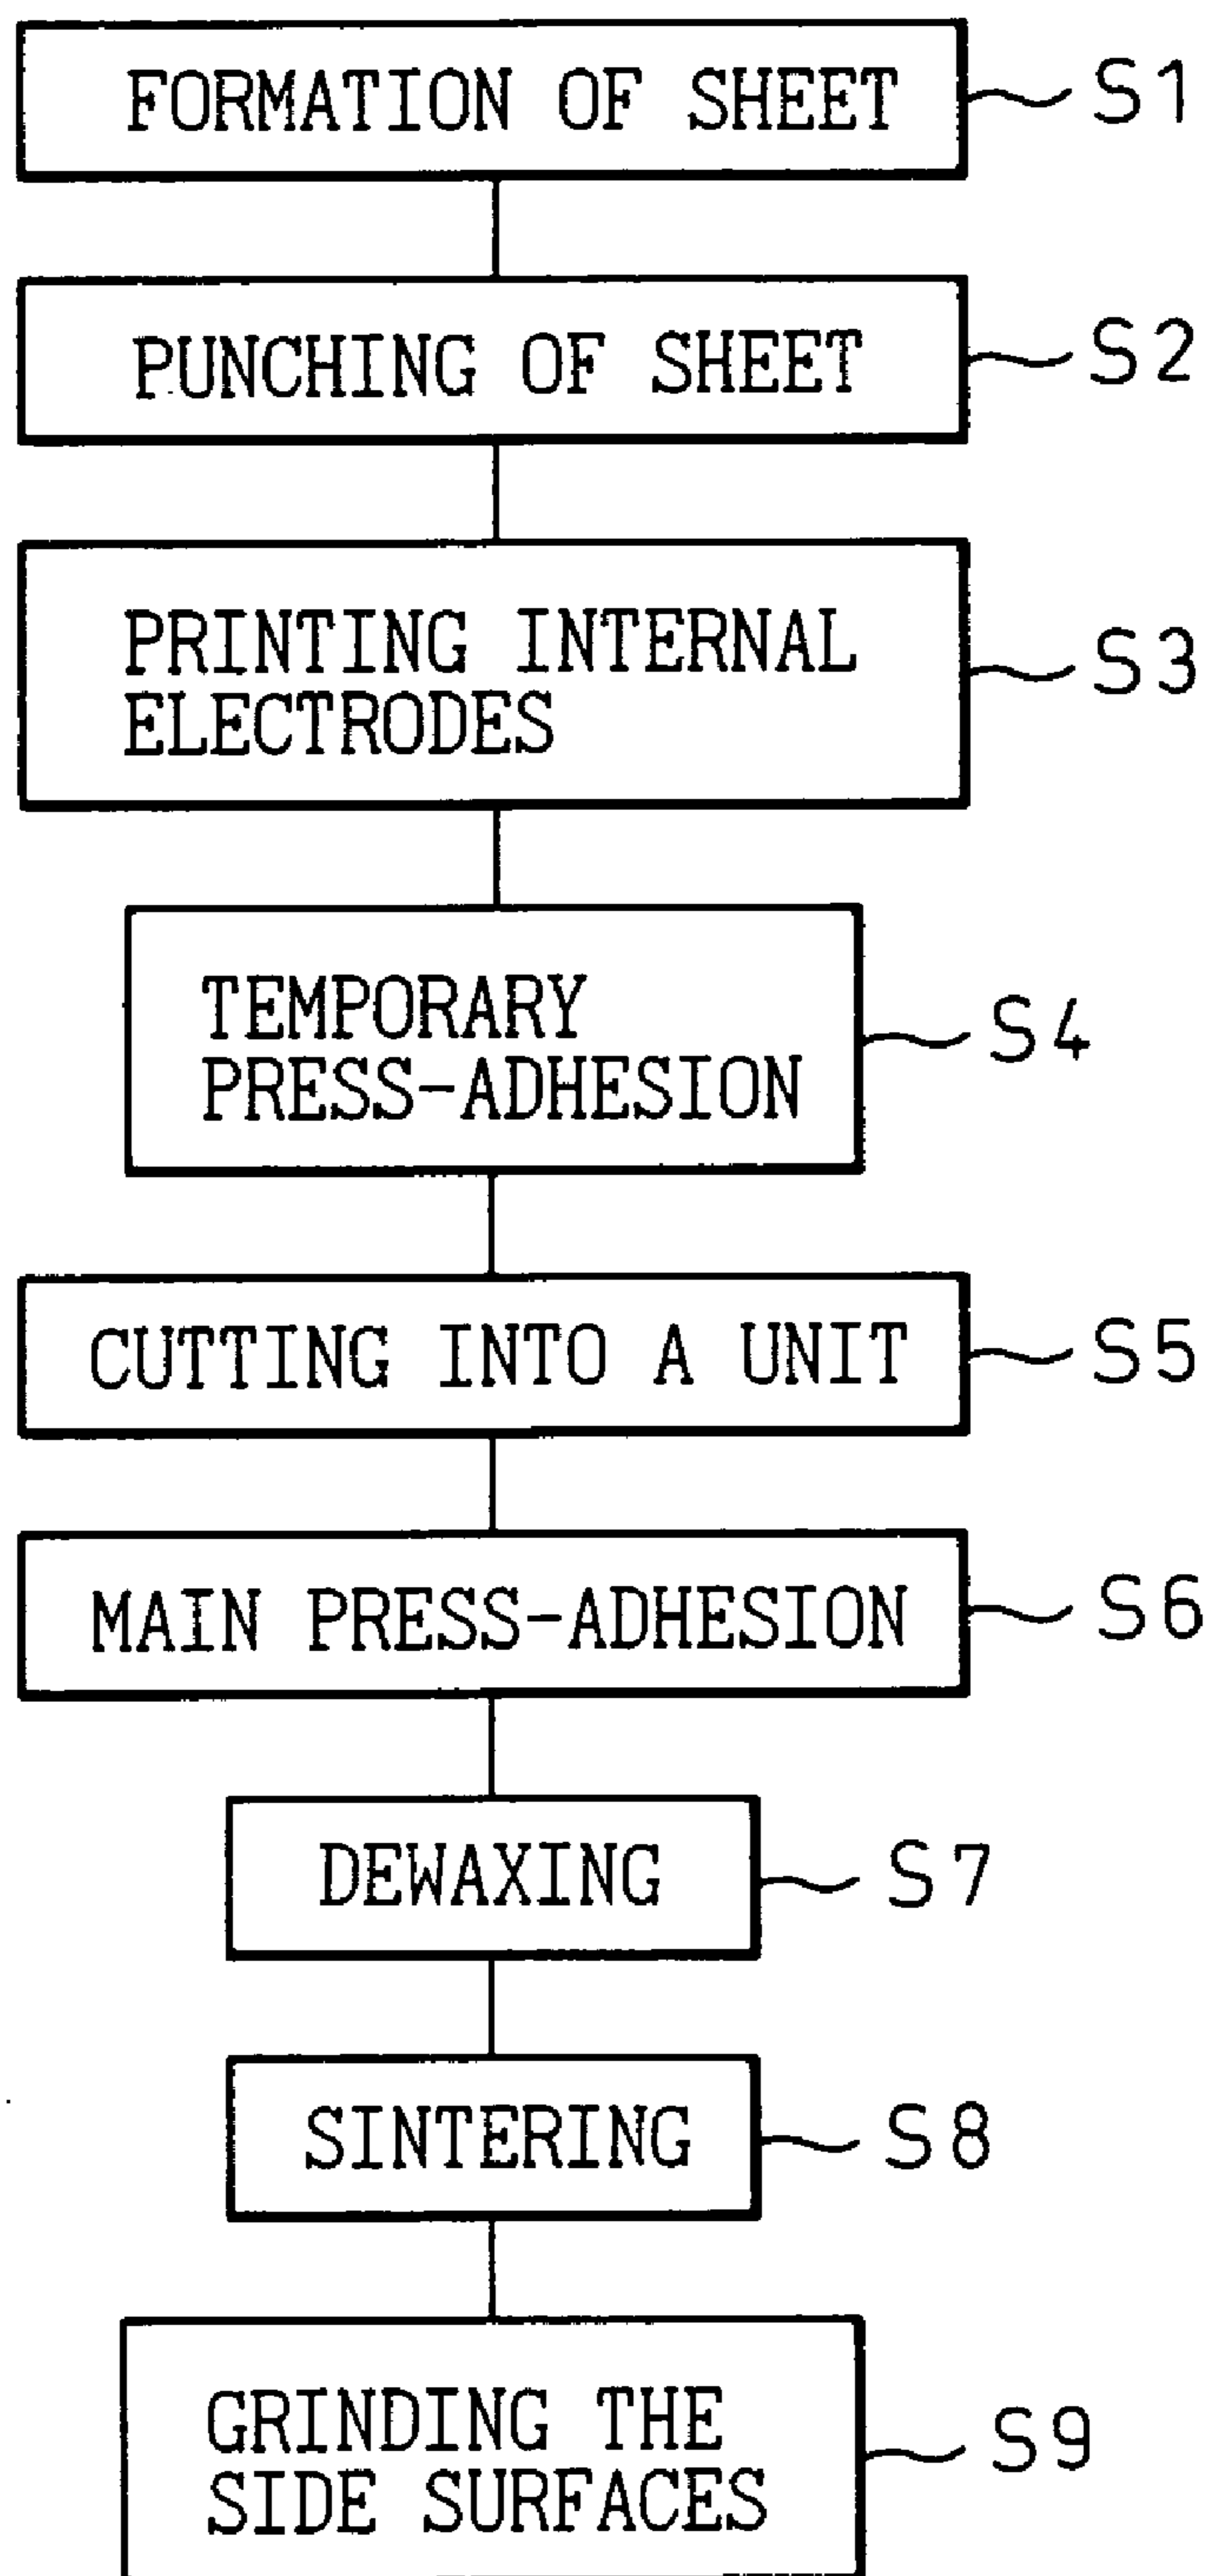 FORMATION OF SHEET S1
PUNCHING OF SHEET S2
PRINTING INTERNAL
ELECTRODES
S3
TEMPORARY
PRESS-ADHESION
S4
CUTTING INTO A UNIT S5
MAIN PRESS-ADHESION S6
DEWAXING S7
SINTERING S8
GRINDING THE
SIDE SURFACES
S9